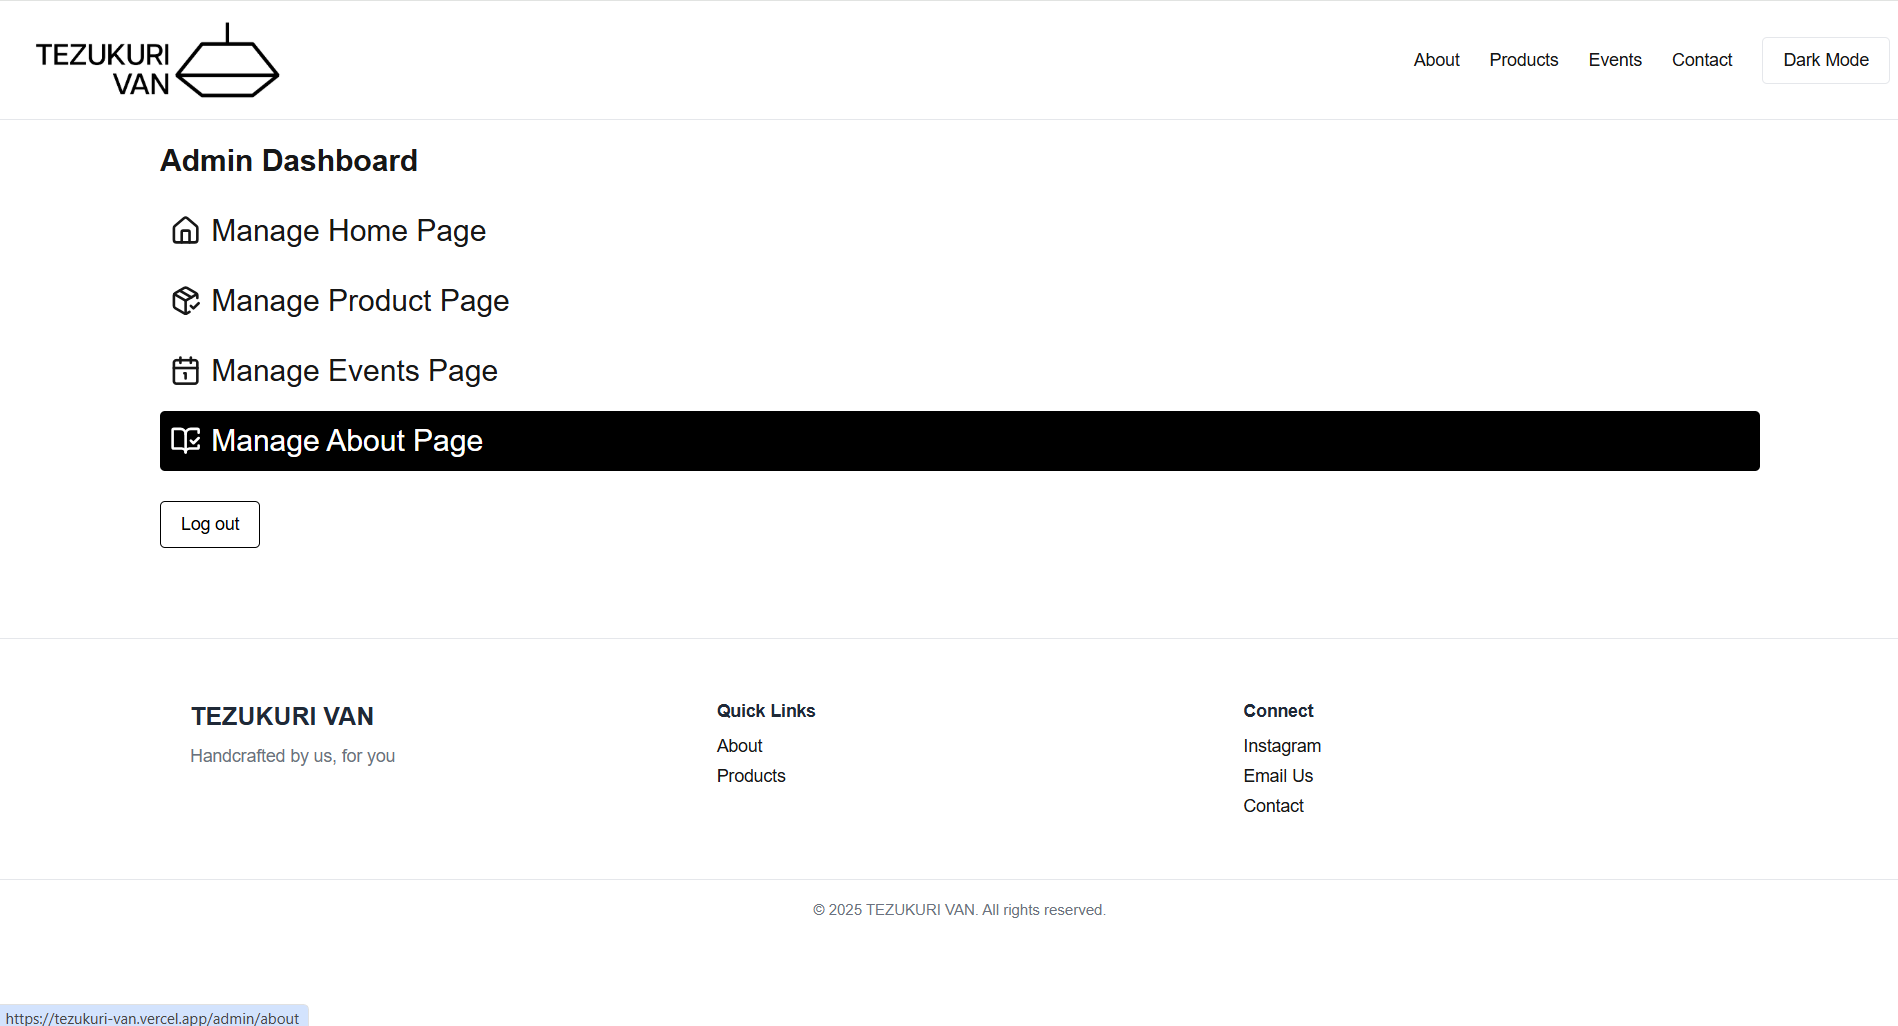 TEZUKURI
VAN
About
Products
Events
Contact
Dark Mode
Admin Dashboard
Manage Home Page
Manage Product Page
Manage Events Page
Manage About Page
Log out
TEZUKURI VAN
Handcrafted by us, for you
Quick Links
About
Products
Connect
Instagram
Email Us
Contact
© 2025 TEZUKURI VAN. All rights reserved.
https://tezukuri-van.vercel.app/admin/about